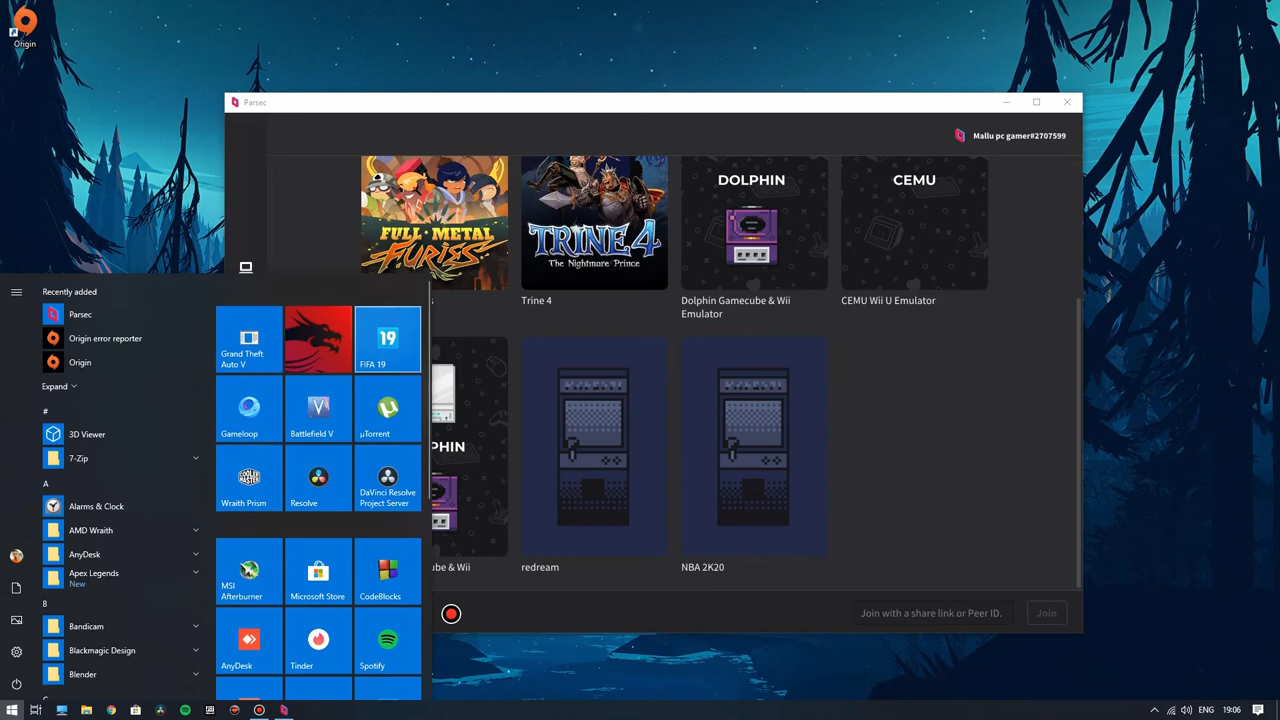 Origin
Parsec
Mallu pc gamer#2707599
FULL·METAL
FURIES
TRINE 4
The Nightmare Prince
DOLPHIN
CEMU
s
Trine 4
Dolphin Gamecube & Wii
Emulator
CEMU Wii U Emulator
PHIN
ube & Wii
redream
NBA 2K20
Join with a share link or Peer ID.
Join
Recently added
Parsec
Origin error reporter
Origin
Expand
#
3D Viewer
7-Zip
A
Alarms & Clock
AMD Wraith
AnyDesk
Apex Legends
New
B
Bandicam
Blackmagic Design
Blender
Grand Theft
Auto V
19
FIFA 19
Gameloop
V
Battlefield V
µTorrent
COOLER
MASTER
Wraith Prism
Resolve
DaVinci Resolve
Project Server
MSI
Afterburner
Microsoft Store
CodeBlocks
AnyDesk
Tinder
Spotify
ENG
19:06